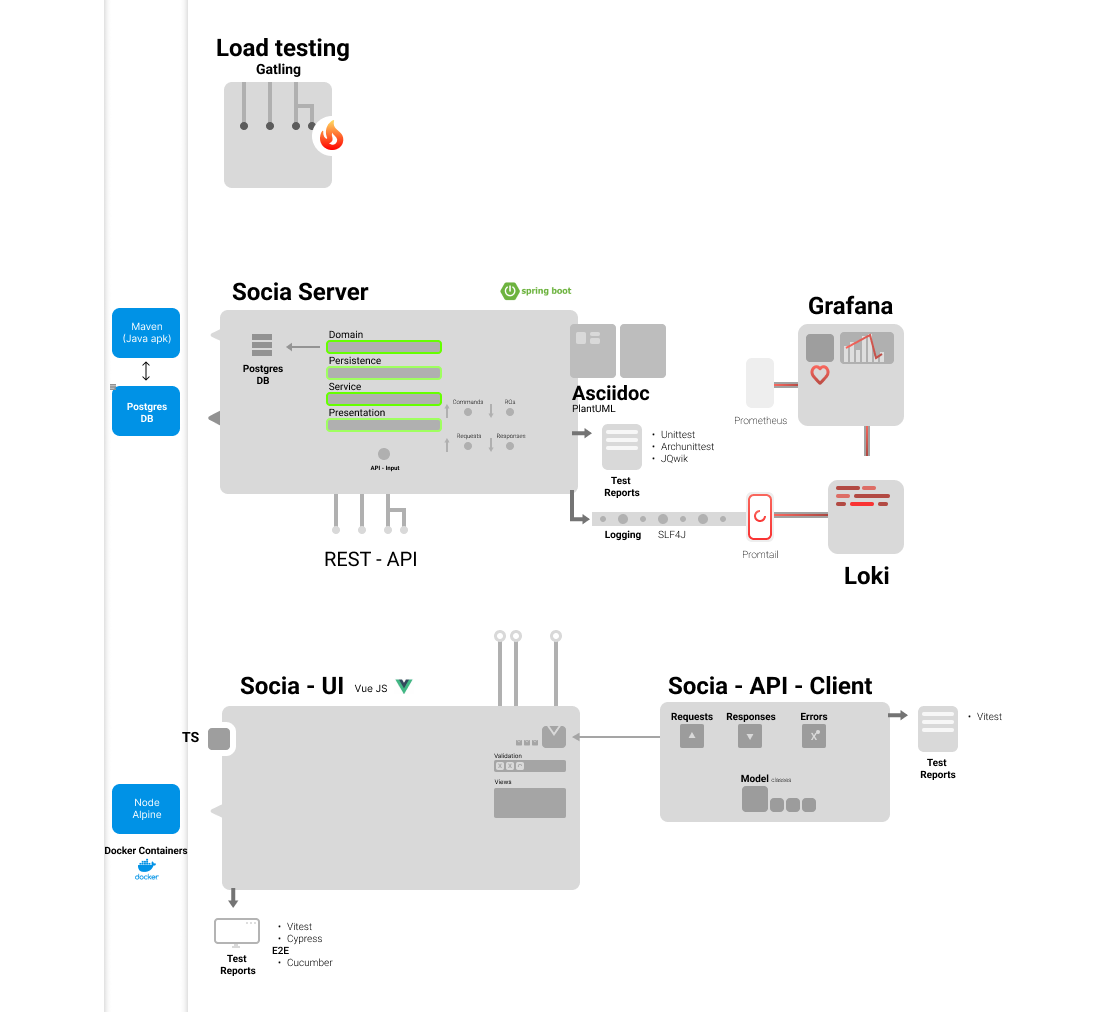 Load testing
Gatling
Socia Server
spring boot
Maven
(Java apk)
Postgres
DB
Postgres
DB
Domain
Persistence
Service
Presentation
Commands
ROs
Requests
Responses
API - Input
REST - API
Asciidoc
PlantUML
• Unittest
• Archunittest
• JQwik
Test
Reports
Logging
SLF4J
Grafana
Prometheus
Promtail
Loki
Socia - UI
Vue JS
TS
Validation
Views
Node
Alpine
Docker Containers
docker
Test
Reports
• Vitest
• Cypress
E2E
• Cucumber
Socia - API - Client
Requests
Responses
Errors
Model classes
Test
Reports
• Vitest